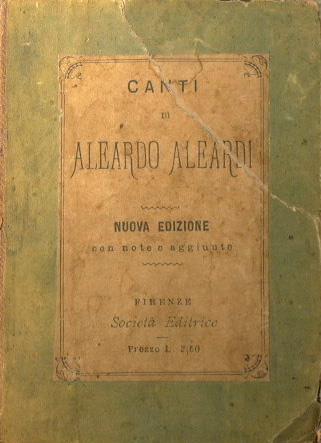 CANTI
DI
ALEARDO ALEARDI
NUOVA EDIZIONE
con note e aggiunte
FIRENZE
Società Editrice
Prezzo L. 2,50